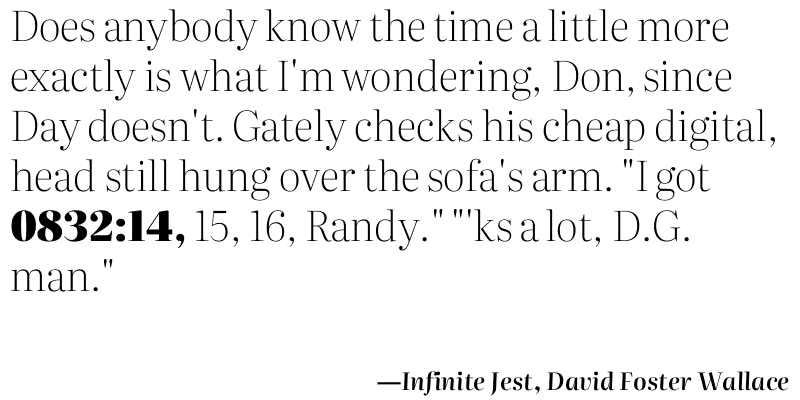 Does anybody know the time a little more
exactly is what I'm wondering, Don, since
Day doesn't. Gately checks his cheap digital,
head still hung over the sofa's arm. "I got
0832:14, 15, 16, Randy." "'ks a lot, D.G.
man."
—Infinite Jest, David Foster Wallace